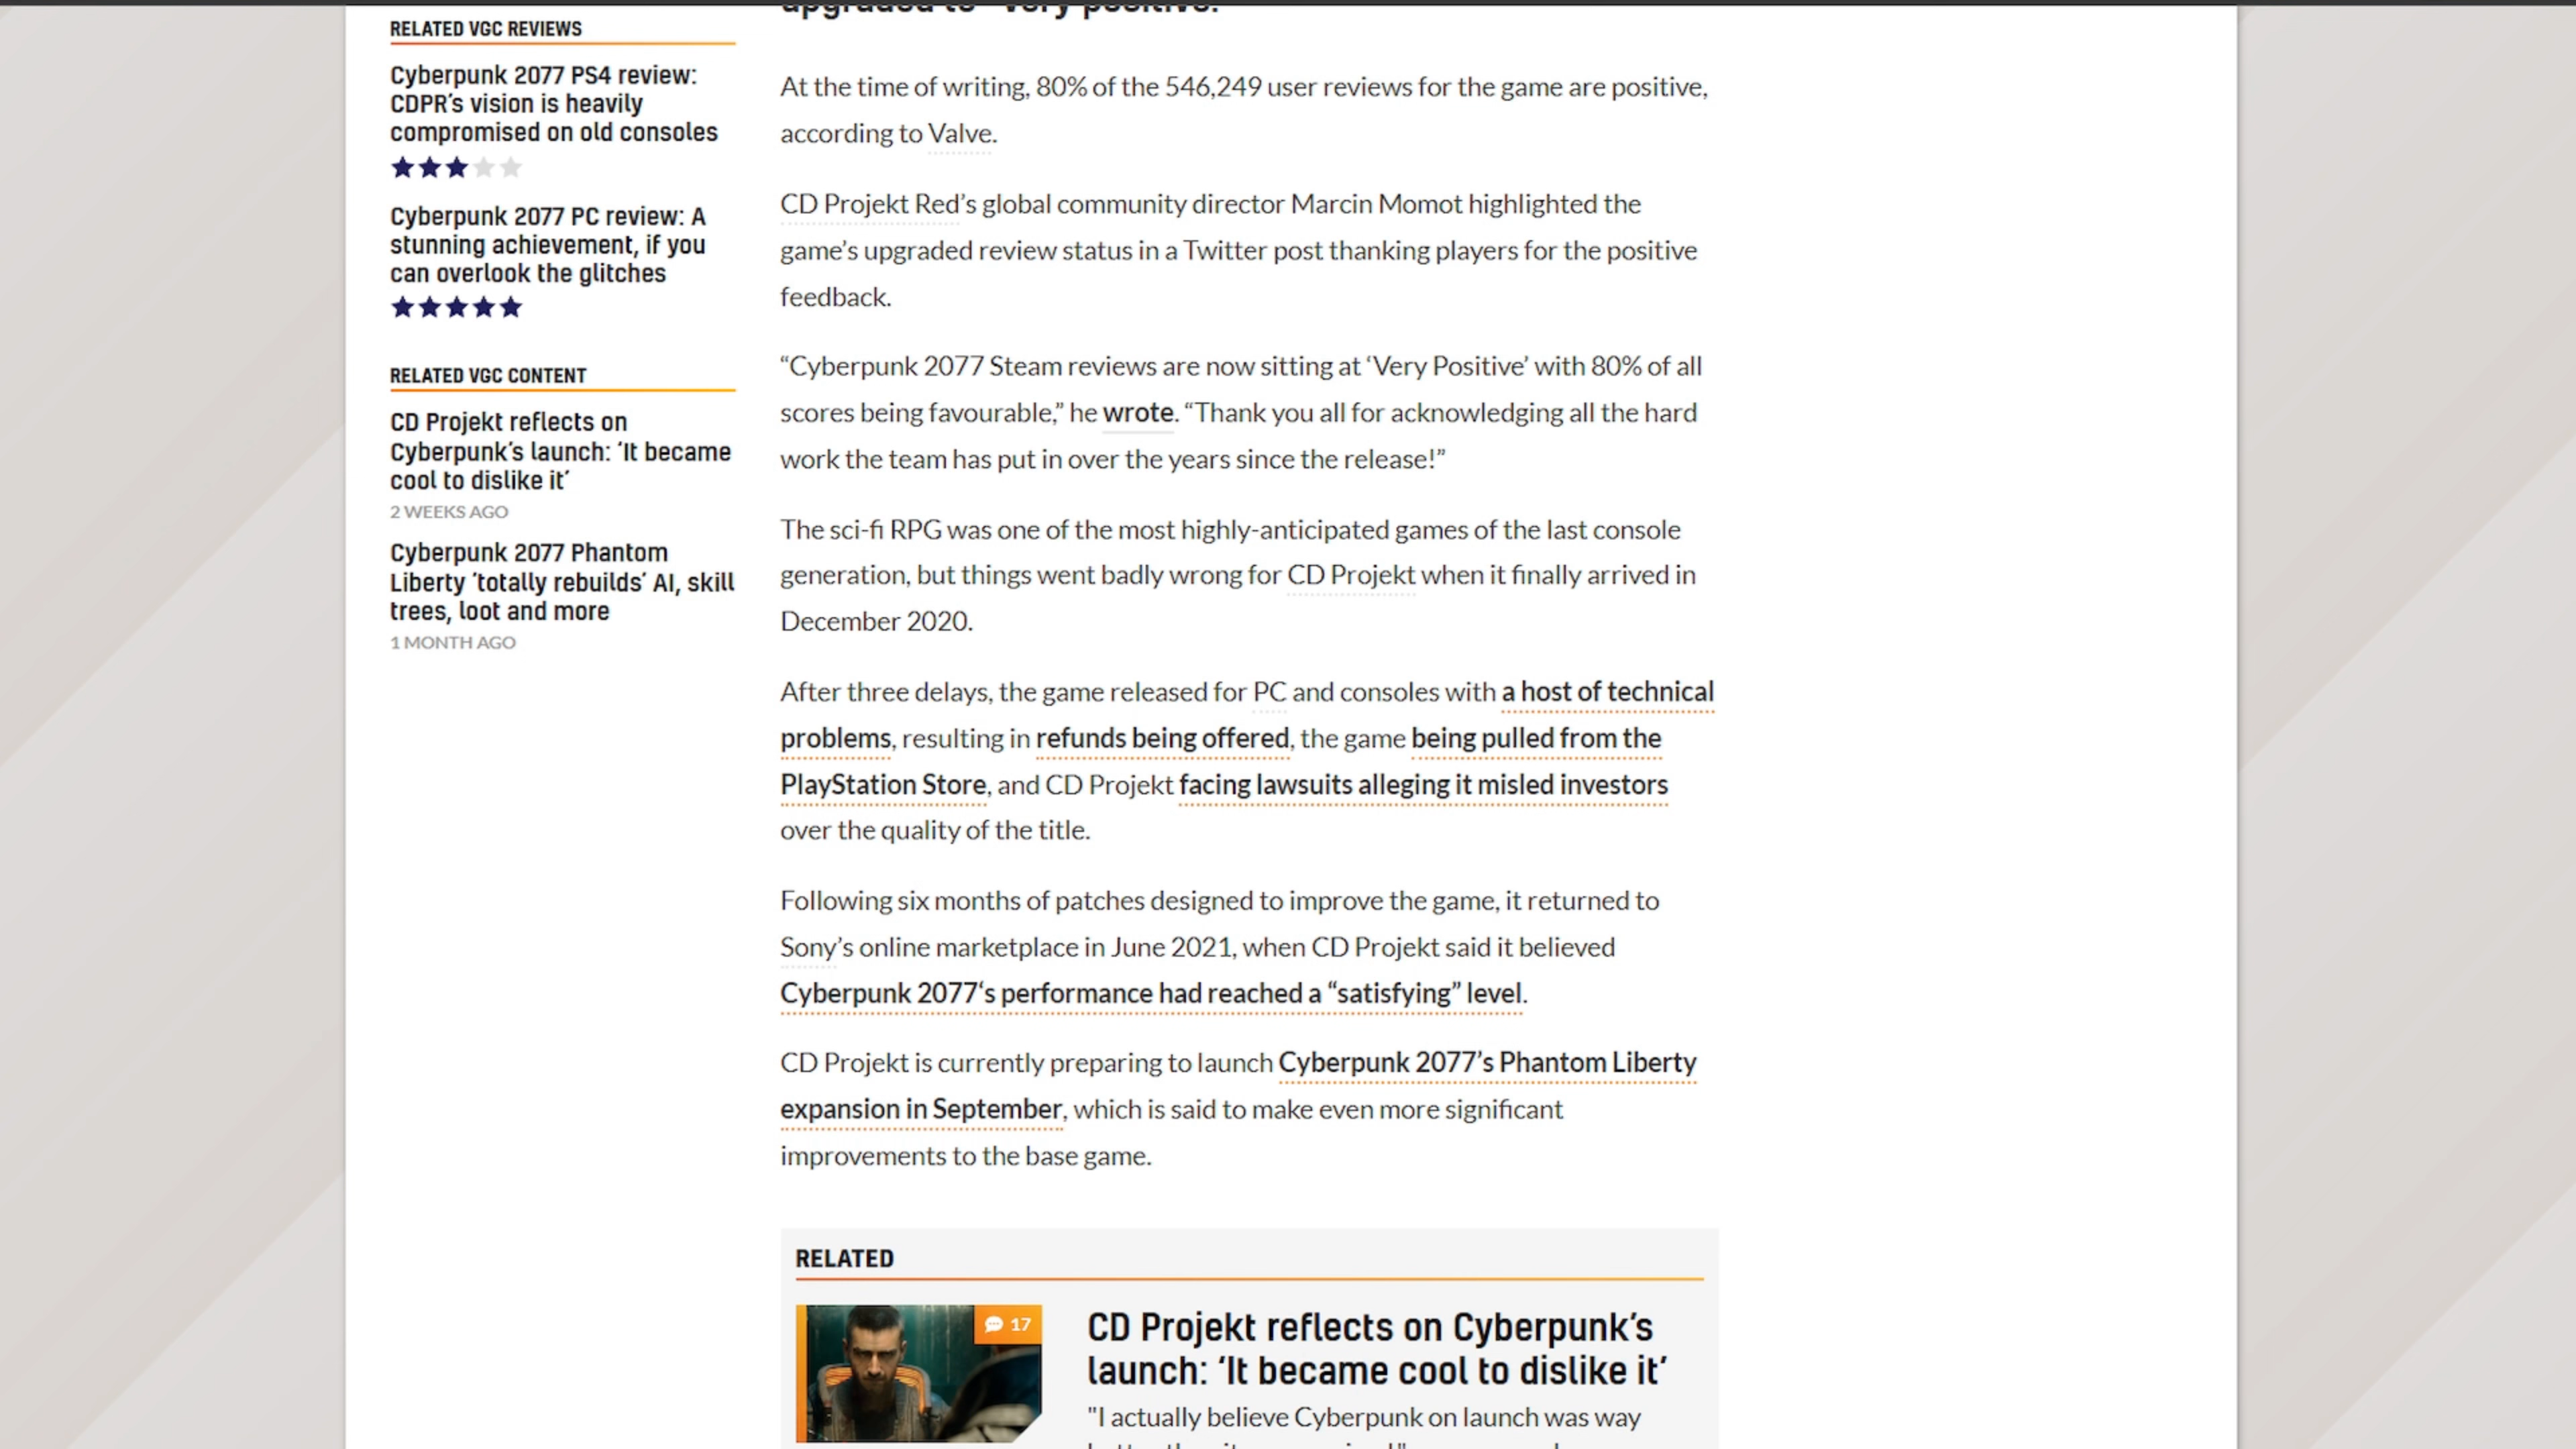 upgraded to "Very positive.
RELATED VGC REVIEWS
Cyberpunk 2077 PS4 review:
CDPR's vision is heavily
compromised on old consoles
Cyberpunk 2077 PC review: A
stunning achievement, if you
can overlook the glitches
RELATED VGC CONTENT
CD Projekt reflects on
Cyberpunk's launch: ‘It became
cool to dislike it’
2 WEEKS AGO
Cyberpunk 2077 Phantom
Liberty ‘totally rebuilds’ AI, skill
trees, loot and more
1 MONTH AGO
At the time of writing, 80% of the 546,249 user reviews for the game are positive,
according to Valve.
CD Projekt Red’s global community director Marcin Momot highlighted the
game’s upgraded review status in a Twitter post thanking players for the positive
feedback.
“Cyberpunk 2077 Steam reviews are now sitting at ‘Very Positive’ with 80% of all
scores being favourable,” he wrote. “Thank you all for acknowledging all the hard
work the team has put in over the years since the release!”
The sci-fi RPG was one of the most highly-anticipated games of the last console
generation, but things went badly wrong for CD Projekt when it finally arrived in
December 2020.
After three delays, the game released for PC and consoles with a host of technical
problems, resulting in refunds being offered, the game being pulled from the
PlayStation Store, and CD Projekt facing lawsuits alleging it misled investors
over the quality of the title.
Following six months of patches designed to improve the game, it returned to
Sony’s online marketplace in June 2021, when CD Projekt said it believed
Cyberpunk 2077‘s performance had reached a “satisfying” level.
CD Projekt is currently preparing to launch Cyberpunk 2077’s Phantom Liberty
expansion in September, which is said to make even more significant
improvements to the base game.
RELATED
17
CD Projekt reflects on Cyberpunk’s
launch: ‘It became cool to dislike it’
"I actually believe Cyberpunk on launch was way